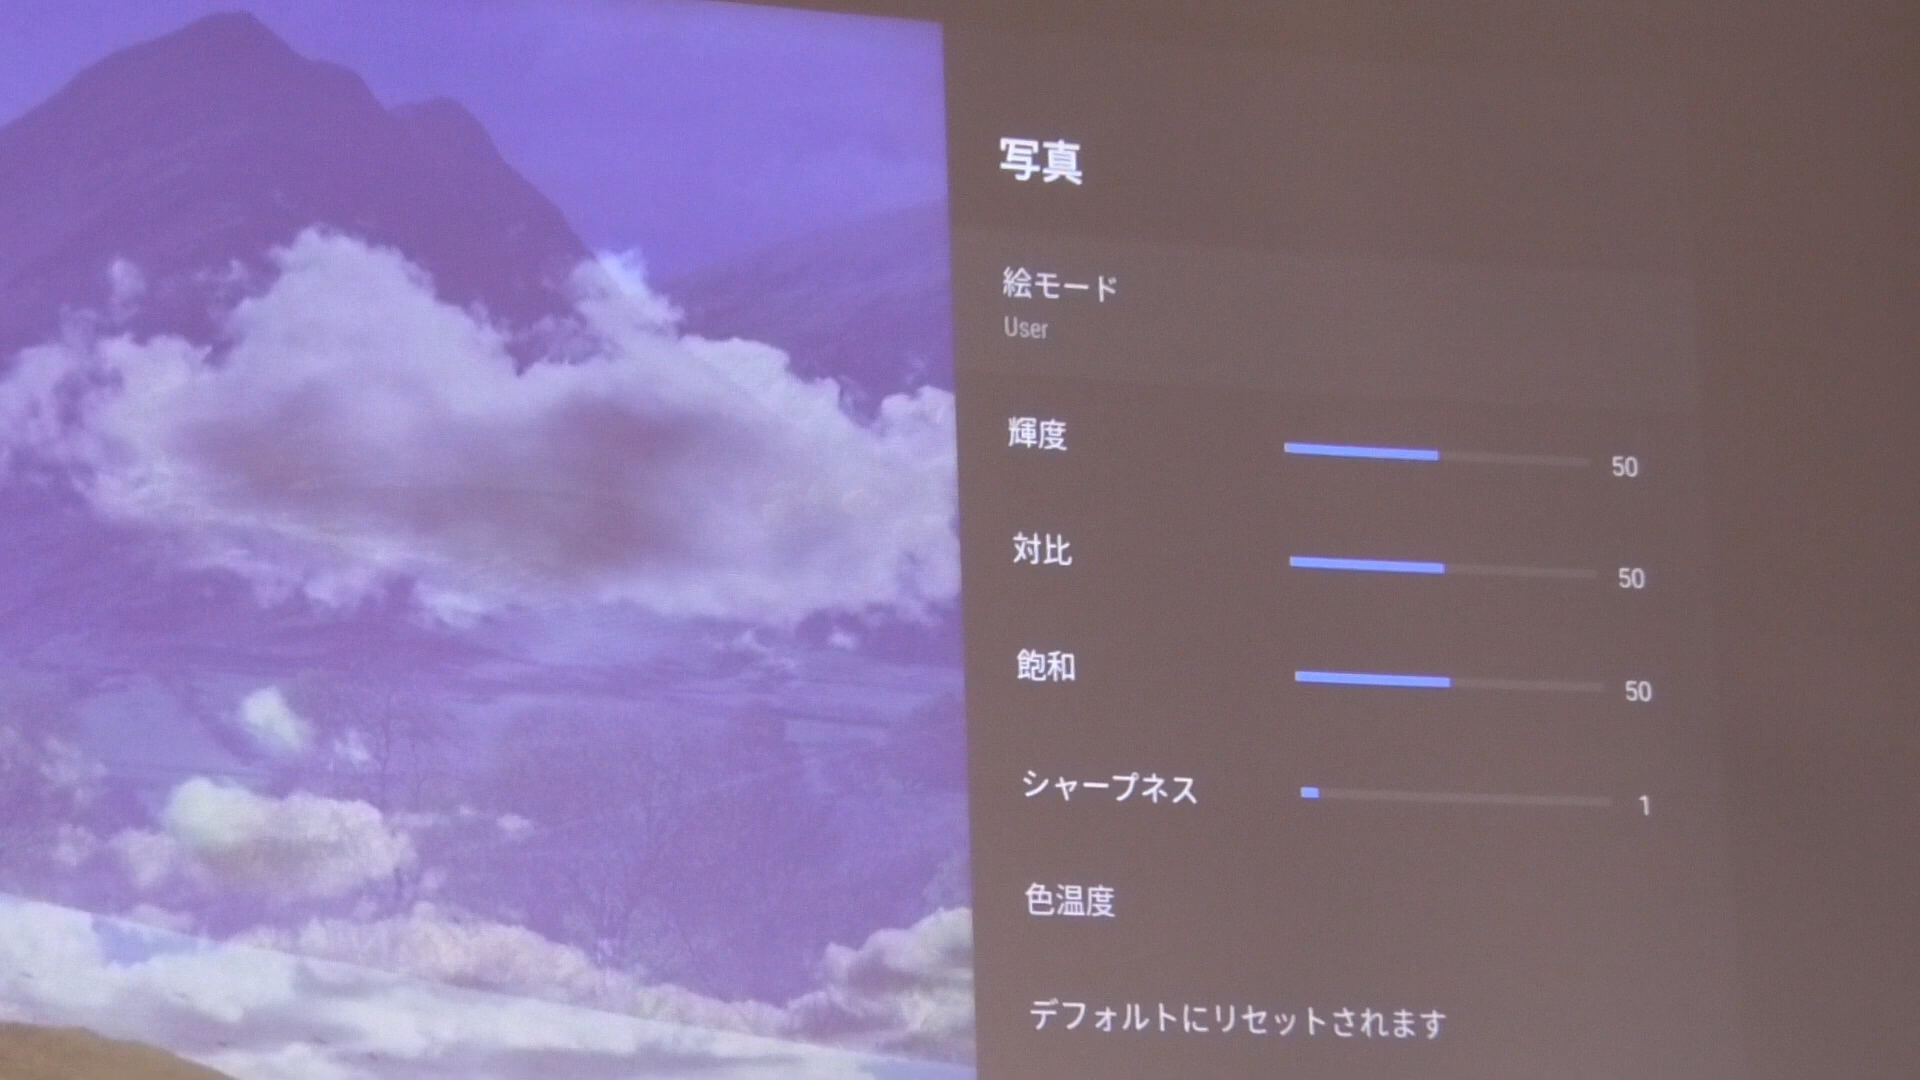 写真
絵モード
User
輝度 50
対比 50
飽和 50
シャープネス 1
色温度
デフォルトにリセットされます